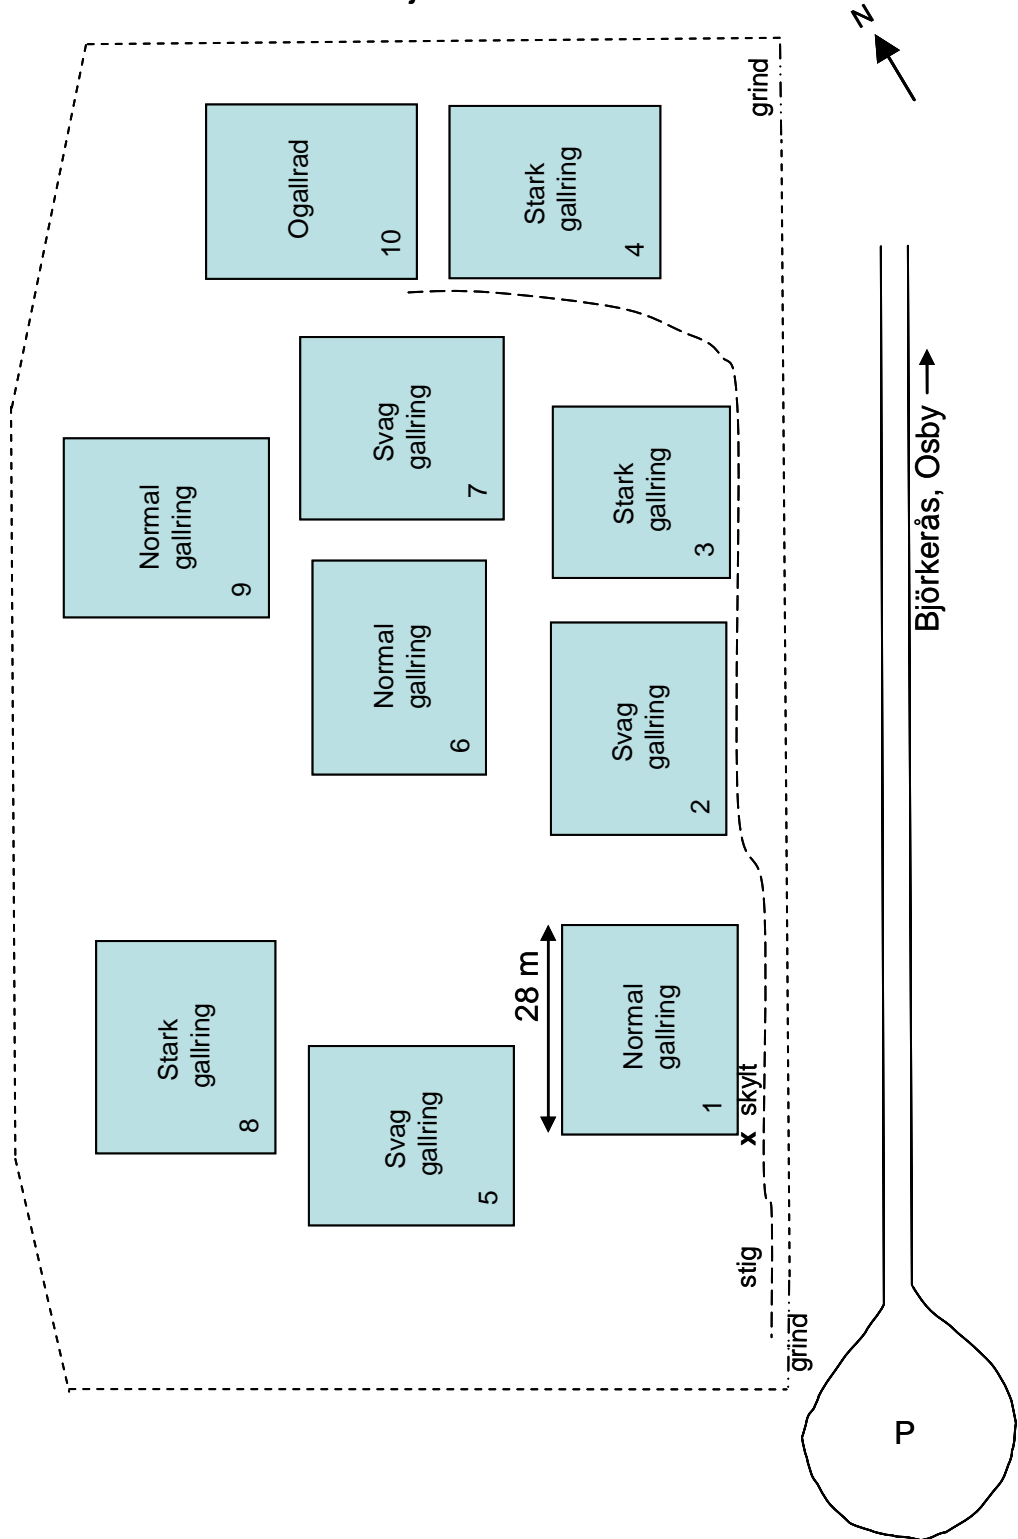 N
grind
Ogallrad
10
Stark
gallring
4
Svag
gallring
7
Stark
gallring
3
Normal
gallring
9
Normal
gallring
6
Svag
gallring
2
Björkerås, Osby
Stark
gallring
8
Svag
gallring
5
28 m
Normal
gallring
1
x skylt
stig
grind
P